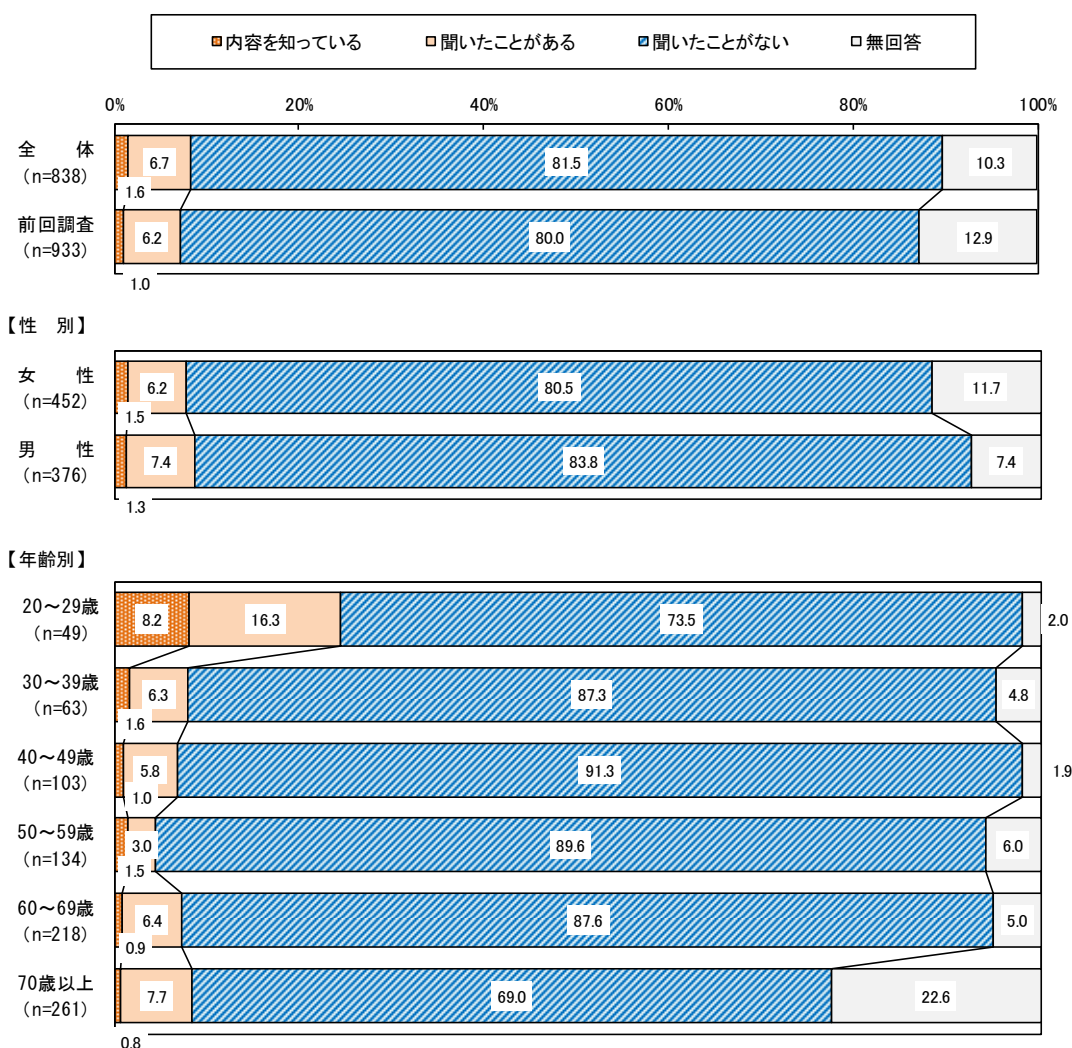 内容を知っている 聞いたことがある 聞いたことがない 無回答
0% 20% 40% 60% 80% 100%
全 体
(n=838)
1.6 6.7 81.5 10.3
前回調査
(n=933)
1.0 6.2 80.0 12.9
【性 別】
女 性
(n=452)
1.5 6.2 80.5 11.7
男 性
(n=376)
1.3 7.4 83.8 7.4
【年齢別】
20～29歳
(n=49)
8.2 16.3 73.5 2.0
30～39歳
(n=63)
1.6 6.3 87.3 4.8
40～49歳
(n=103)
1.0 5.8 91.3 1.9
50～59歳
(n=134)
1.5 3.0 89.6 6.0
60～69歳
(n=218)
0.9 6.4 87.6 5.0
70歳以上
(n=261)
0.8 7.7 69.0 22.6